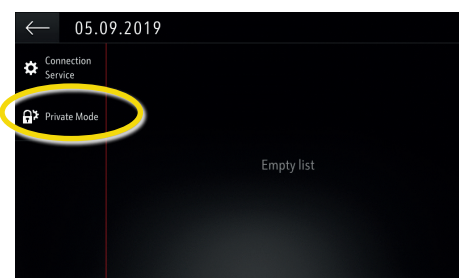 05.09.2019
Connection
Service
Private Mode
Empty list